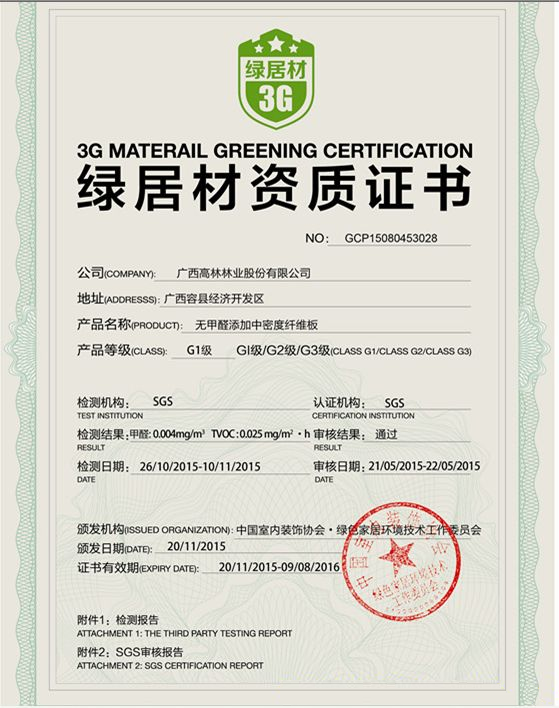 绿居材
3G
3G MATERAIL GREENING CERTIFICATION
绿居材资质证书
NO: GCP15080453028
公司(COMPANY): 广西高林林业股份有限公司
地址(ADDRESSS): 广西容县经济开发区
产品名称(PRODUCT): 无甲醛添加中密度纤维板
产品等级(CLASS): G1级 GI级/G2级/G3级(CLASS G1/CLASS G2/CLASS G3)
检测机构: SGS 认证机构: SGS
TEST INSTITUTION CERTIFICATION INSTITUTION
检测结果: 甲醛: 0.004mg/m³ TVOC : 0.025 mg/m²・h 审核结果: 通过
RESULT RESULT
检测日期: 26/10/2015-10/11/2015 审核日期: 21/05/2015-22/05/2015
DATE DATE
颁发机构(ISSUED ORGANIZATION): 中国室内装饰协会・绿色家居环境技术工作委员会
颁发日期(DATE): 20/11/2015
证书有效期(EXPIRY DATE): 20/11/2015-09/08/2016
中国室内装饰协会
绿色家居环境技术
工作委员会
附件1: 检测报告
ATTACHMENT 1: THE THIRD PARTY TESTING REPORT
附件2: SGS审核报告
ATTACHMENT 2: SGS CERTIFICATION REPORT